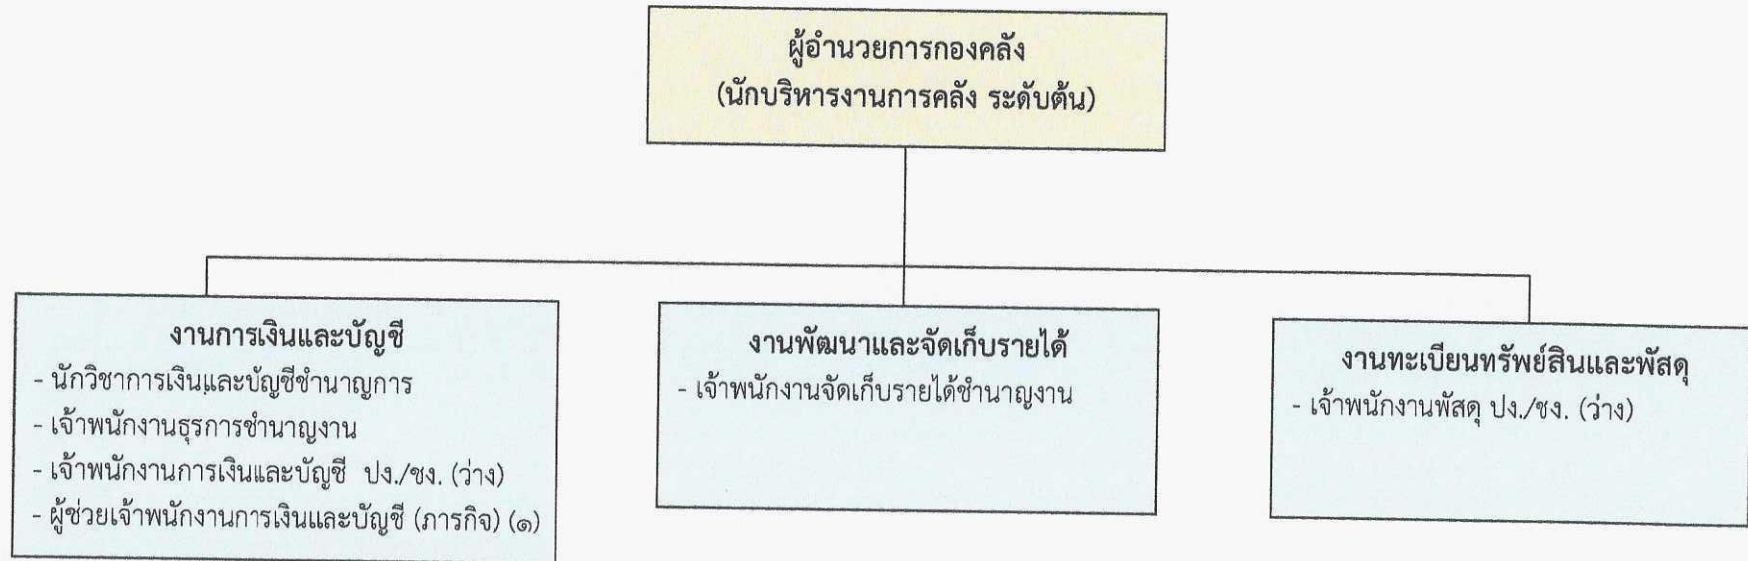 ผู้อำนวยการกองคลัง
(นักบริหารงานการคลัง ระดับต้น)
งานการเงินและบัญชี
- นักวิชาการเงินและบัญชีชำนาญการ
- เจ้าพนักงานธุรการชำนาญงาน
- เจ้าพนักงานการเงินและบัญชี ปง./ชง. (ว่าง)
- ผู้ช่วยเจ้าพนักงานการเงินและบัญชี (ภารกิจ) (๑)
งานพัฒนาและจัดเก็บรายได้
- เจ้าพนักงานจัดเก็บรายได้ชำนาญงาน
งานทะเบียนทรัพย์สินและพัสดุ
- เจ้าพนักงานพัสดุ ปง./ชง. (ว่าง)